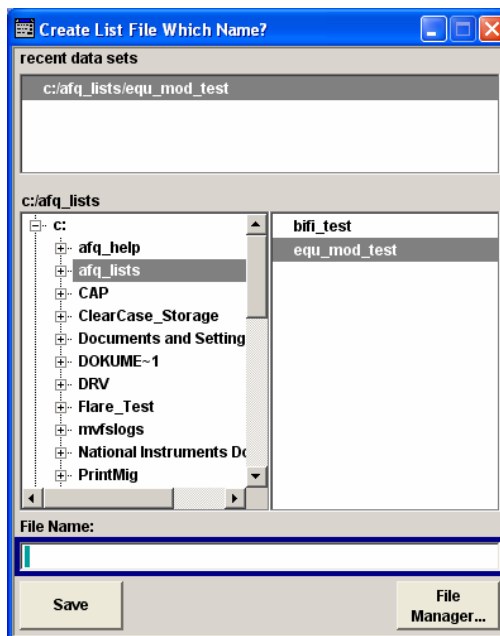 Create List File Which Name?
recent data sets
c:/afq_lists/equ_mod_test
c:/afq_lists
c:
afq_help
afq_lists
CAP
ClearCase_Storage
Documents and Setting
DOKUME~1
DRV
Flare_Test
mvfslogs
National Instruments Do
PrintMig
bifi_test
equ_mod_test
File Name:
Save
File
Manager...